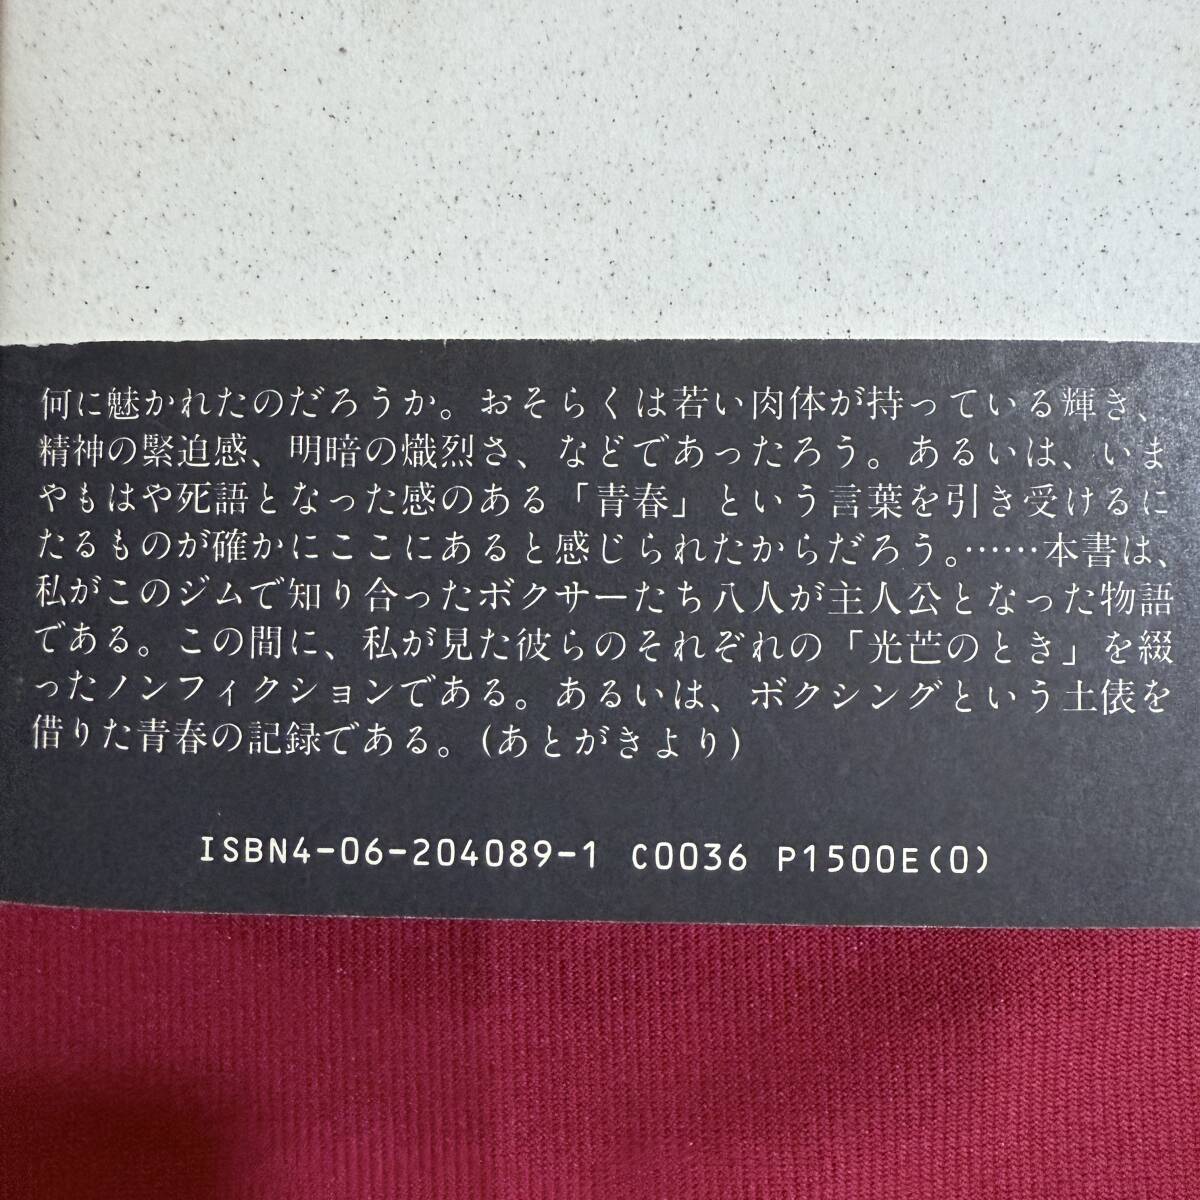 何に魅かれたのだろうか。おそらくは若い肉体が持っている輝き、
精神の緊迫感、明暗の熾烈さ、などであったろう。あるいは、いま
やもはや死語となった感のある「青春」という言葉を引き受けるに
たるものが確かにここにあると感じられたからだろう。……本書は、
私がこのジムで知り合ったボクサーたち八人が主人公となった物語
である。この間に、私が見た彼らのそれぞれの「光芒のとき」を綴
ったノンフィクションである。あるいは、ボクシングという土俵を
借りた青春の記録である。(あとがきより)
ISBN4-06-204089-1 C0036 P1500E(0)